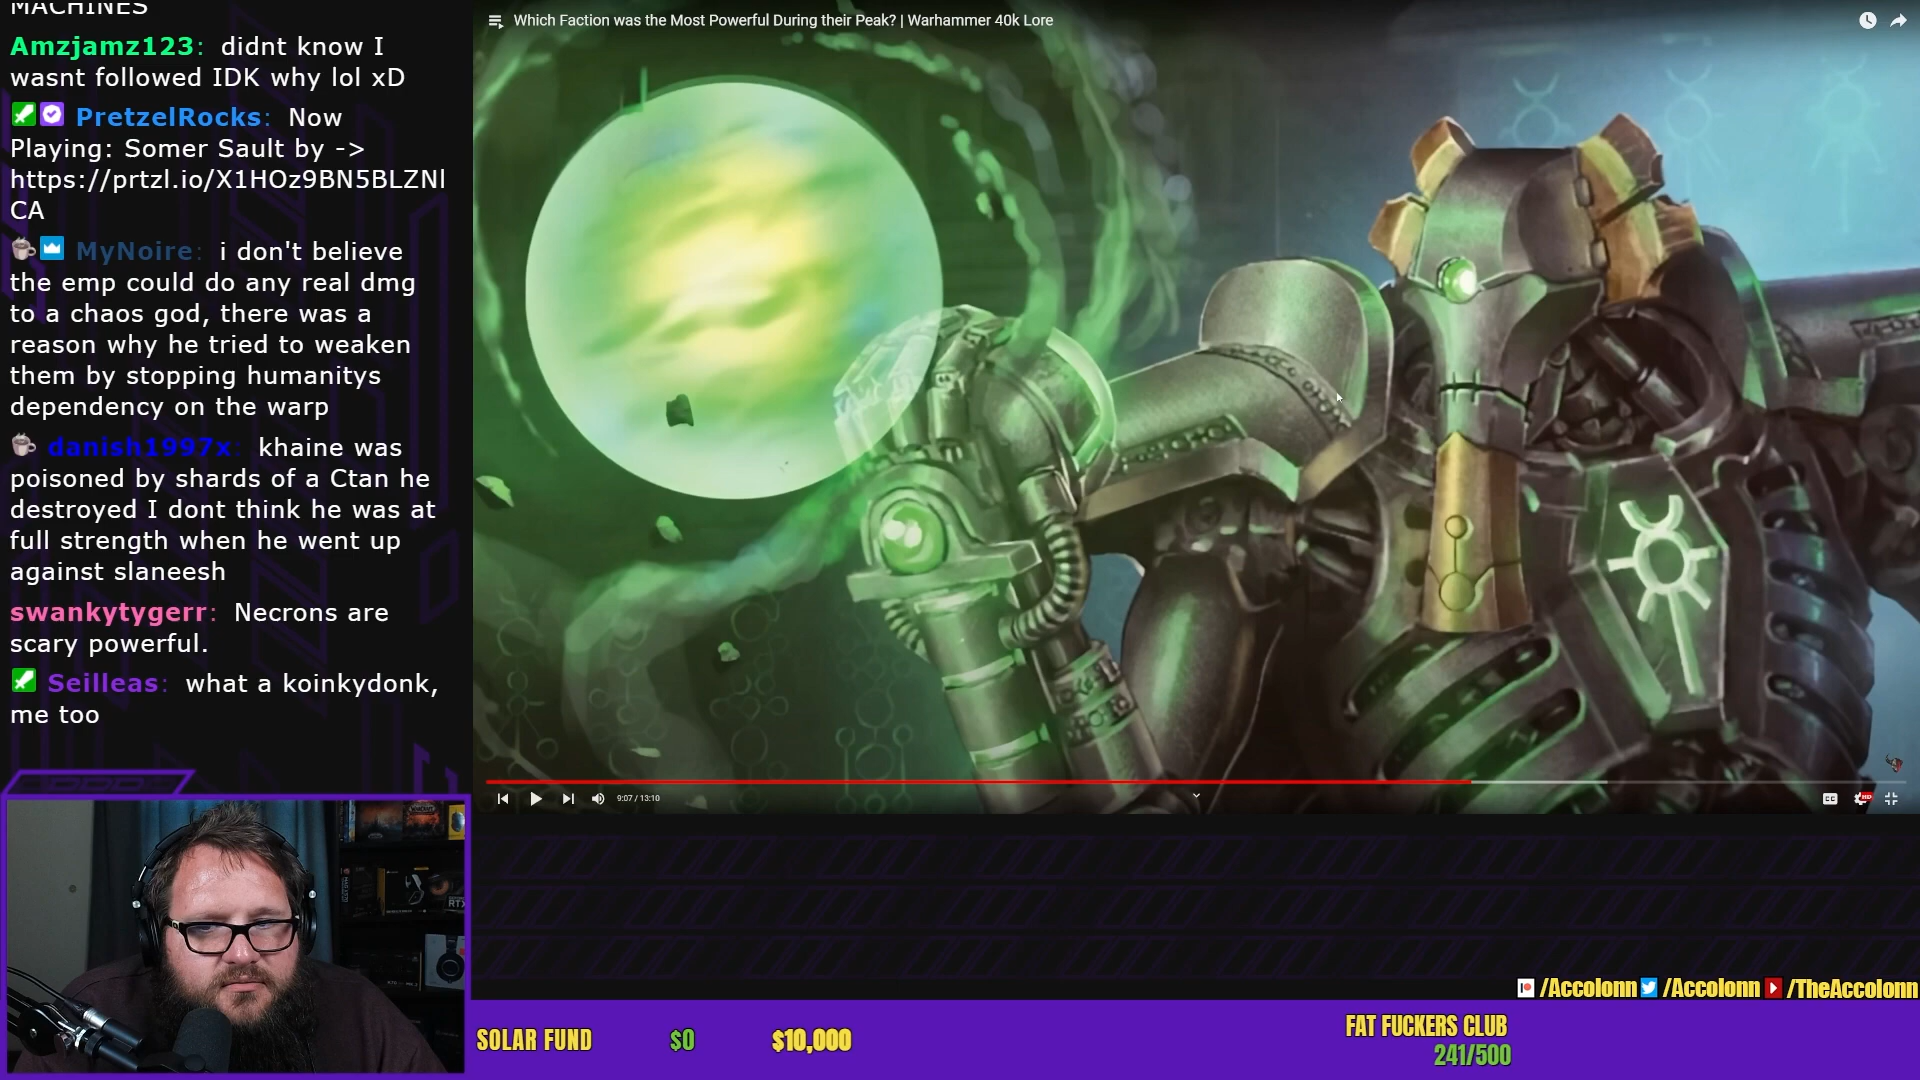 MACHINES
Amzjamz123: didnt know I
wasnt followed IDK why lol xD
PretzelRocks: Now
Playing: Somer Sault by ->
https://prtzl.io/X1HOz9BN5BLZNl
CA
MyNoire: i don't believe
the emp could do any real dmg
to a chaos god, there was a
reason why he tried to weaken
them by stopping humanitys
dependency on the warp
danish1997x: khaine was
poisoned by shards of a Ctan he
destroyed I dont think he was at
full strength when he went up
against slaneesh
swankytygerr: Necrons are
scary powerful.
Seilleas: what a koinkydonk,
me too
Which Faction was the Most Powerful During their Peak? | Warhammer 40k Lore
9:07 / 13:10
CC
HD
RTX
/Accolonn /Accolonn /TheAccolonn
SOLAR FUND $0 $10,000
FAT FUCKERS CLUB
241/500